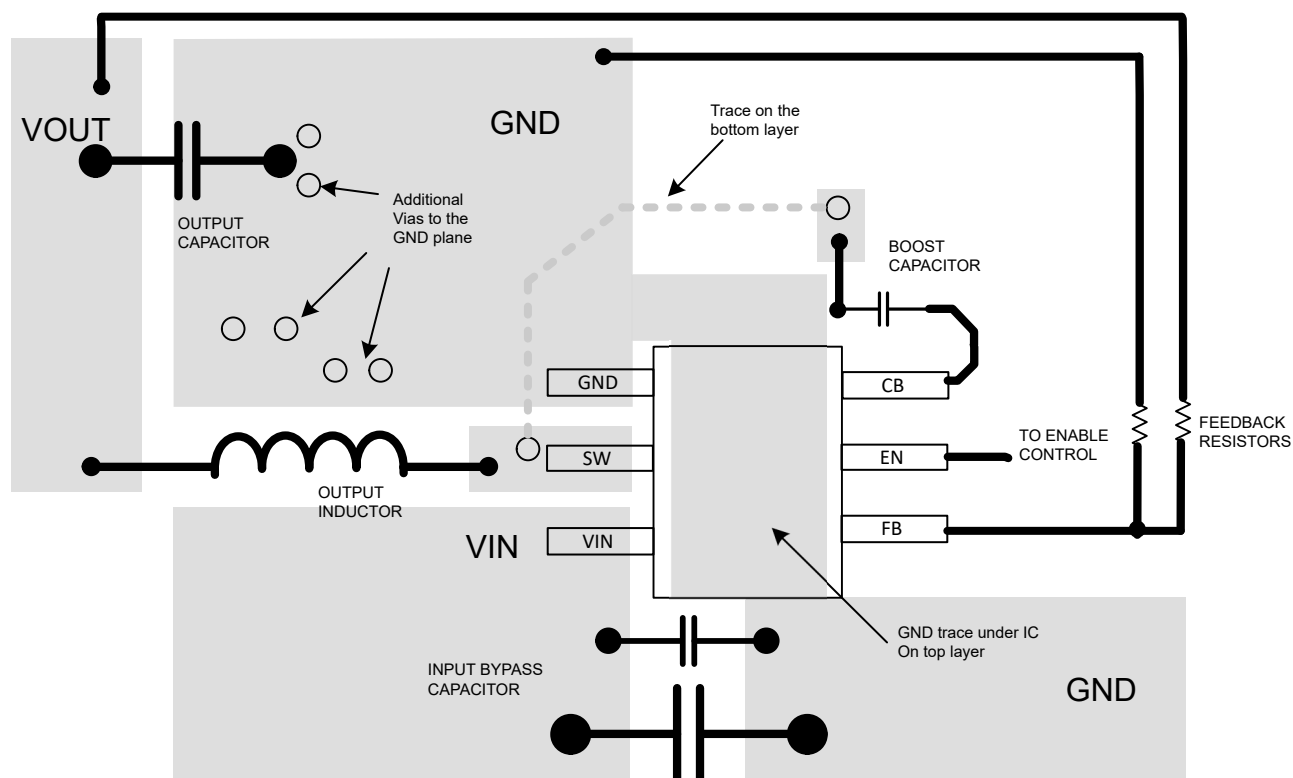 VOUT
GND
Trace on the
bottom layer
OUTPUT
CAPACITOR
Additional
Vias to the
GND plane
BOOST
CAPACITOR
GND
CB
SW
EN
TO ENABLE
CONTROL
FEEDBACK
RESISTORS
OUTPUT
INDUCTOR
VIN
VIN
FB
GND trace under IC
On top layer
INPUT BYPASS
CAPACITOR
GND